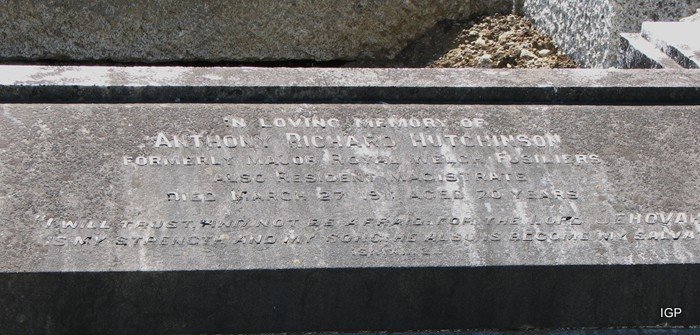 IN LOVING MEMORY OF
ANTHONY RICHARD HUTCHINSON
FORMERLY MAJOR ROYAL WELCH FUSILIERS
ALSO RESIDENT MAGISTRATE
DIED MARCH 27 1911 AGED 70 YEARS
"I WILL TRUST, AND NOT BE AFRAID, FOR THE LORD JEHOVAH
IS MY STRENGTH AND MY SONG; HE ALSO IS BECOME MY SALVA
IGP